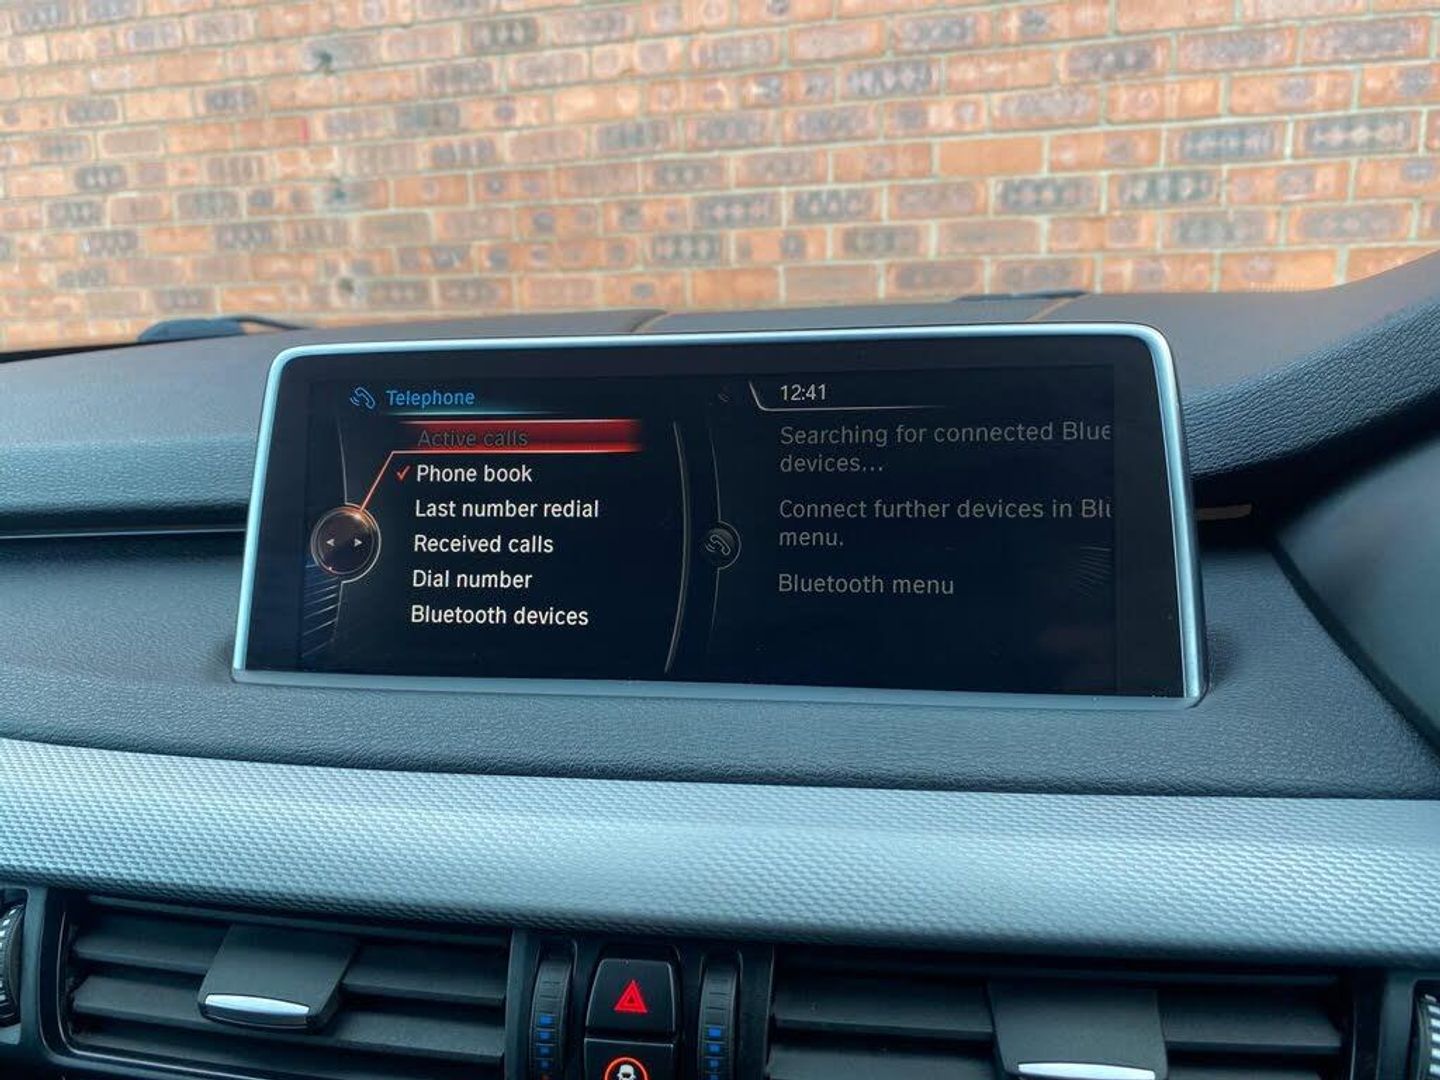 Telephone
Active calls
✓ Phone book
Last number redial
Received calls
Dial number
Bluetooth devices
12:41
Searching for connected Blue
devices...
Connect further devices in Blu
menu.
Bluetooth menu